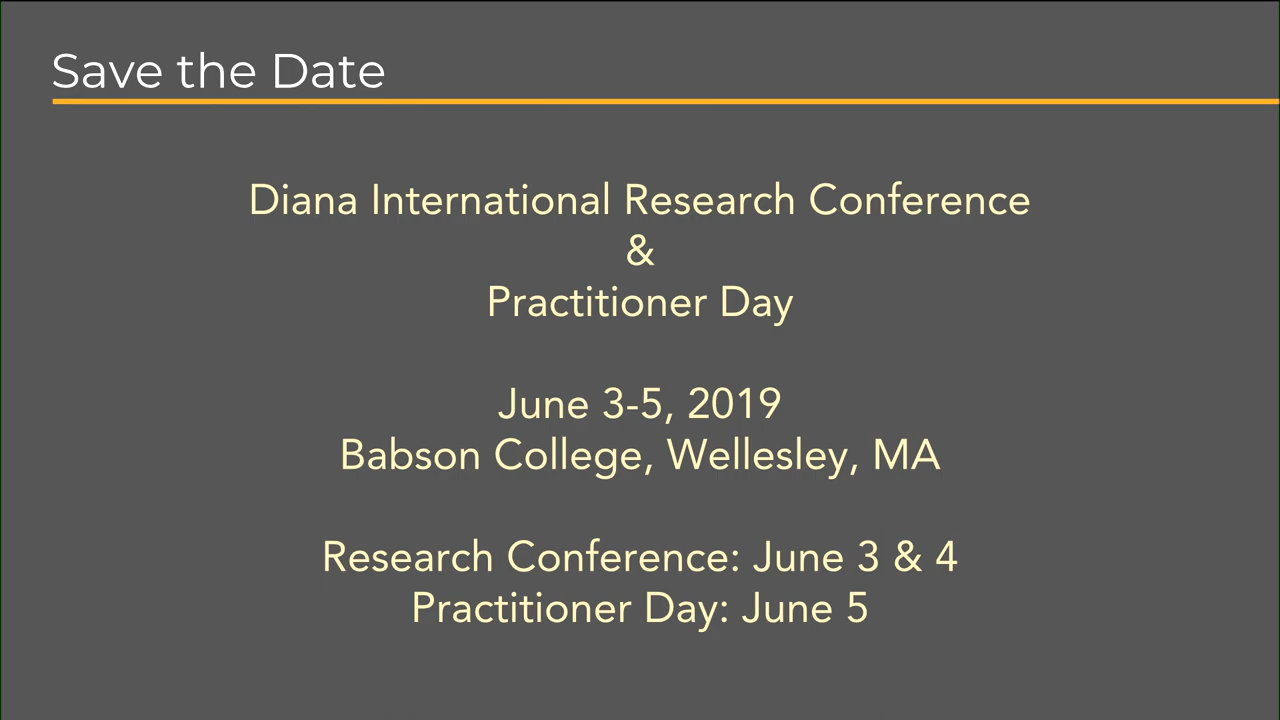 Save the Date
Diana International Research Conference
&
Practitioner Day
June 3-5, 2019
Babson College, Wellesley, MA
Research Conference: June 3 & 4
Practitioner Day: June 5